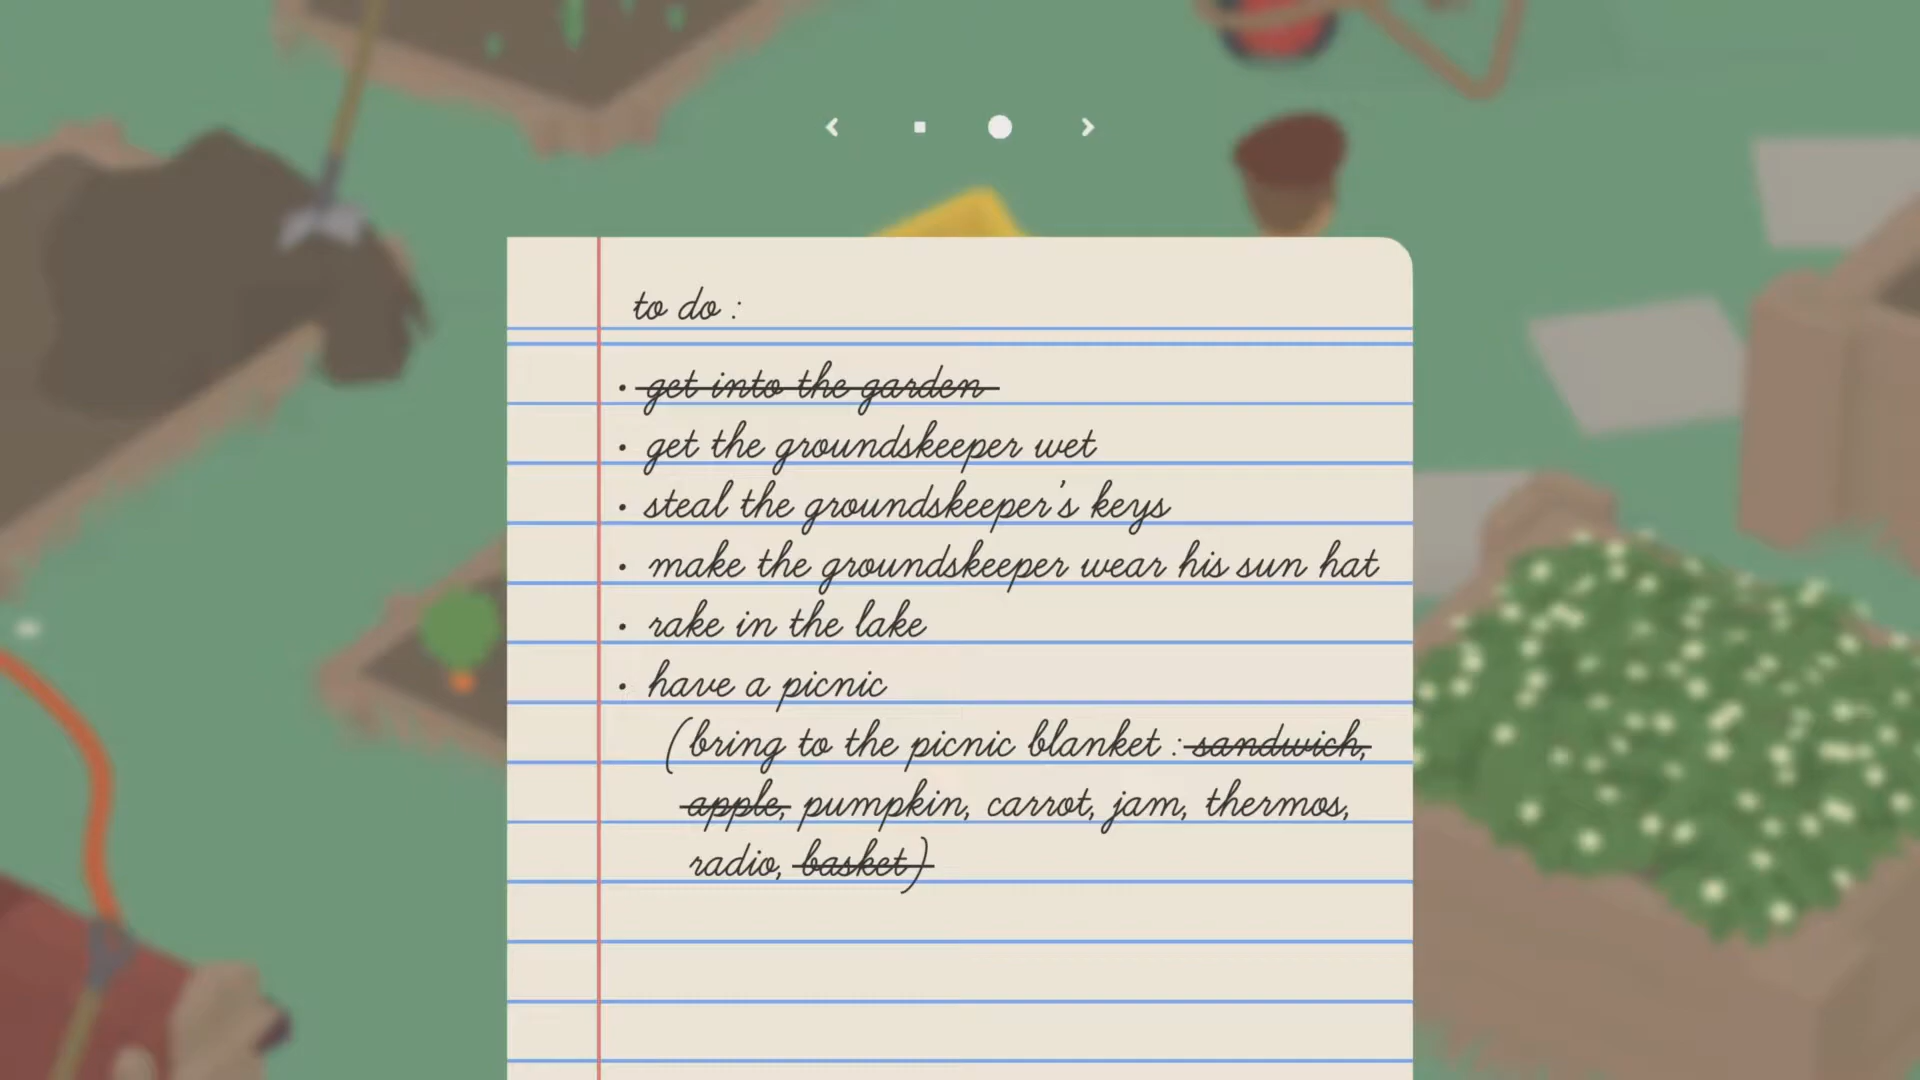 to do :
• get into the garden
• get the groundskeeper wet
• steal the groundskeeper's keys
• make the groundskeeper wear his sun hat
• rake in the lake
• have a picnic
(bring to the picnic blanket : sandwich,
apple, pumpkin, carrot, jam, thermos,
radio, basket)